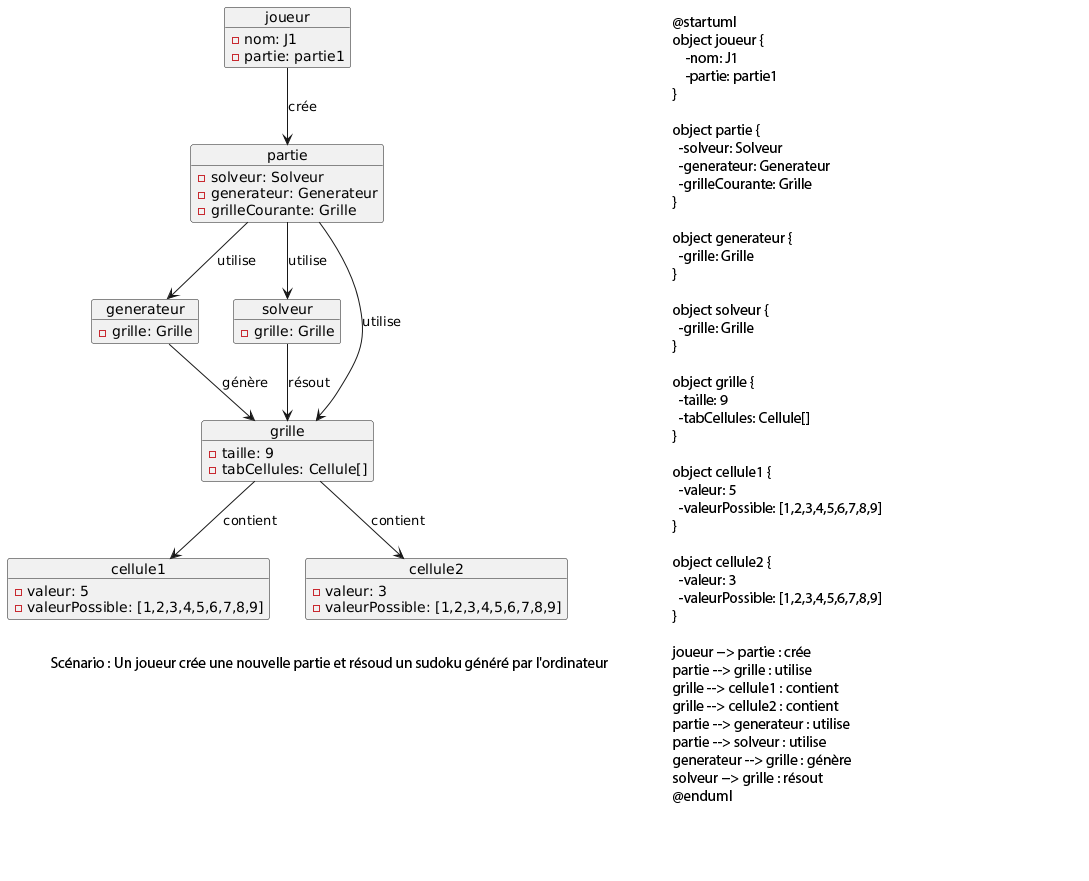 joueur
nom: J1
partie: partie1
crée
partie
solveur: Solveur
generateur: Generateur
grilleCourante: Grille
utilise
utilise
utilise
generateur
grille: Grille
solveur
grille: Grille
génère
résout
grille
taille: 9
tabCellules: Cellule[]
contient
contient
cellule1
valeur: 5
valeurPossible: [1,2,3,4,5,6,7,8,9]
cellule2
valeur: 3
valeurPossible: [1,2,3,4,5,6,7,8,9]
Scénario : Un joueur crée une nouvelle partie et résoud un sudoku généré par l'ordinateur
@startuml
object joueur {
-nom: J1
-partie: partie1
}
object partie {
-solveur: Solveur
-generateur: Generateur
-grilleCourante: Grille
}
object generateur {
-grille: Grille
}
object solveur {
-grille: Grille
}
object grille {
-taille: 9
-tabCellules: Cellule[]
}
object cellule1 {
-valeur: 5
-valeurPossible: [1,2,3,4,5,6,7,8,9]
}
object cellule2 {
-valeur: 3
-valeurPossible: [1,2,3,4,5,6,7,8,9]
}
joueur --> partie : crée
partie --> grille : utilise
grille --> cellule1 : contient
grille --> cellule2 : contient
partie --> generateur : utilise
partie --> solveur : utilise
generateur --> grille : génère
solveur --> grille : résout
@enduml